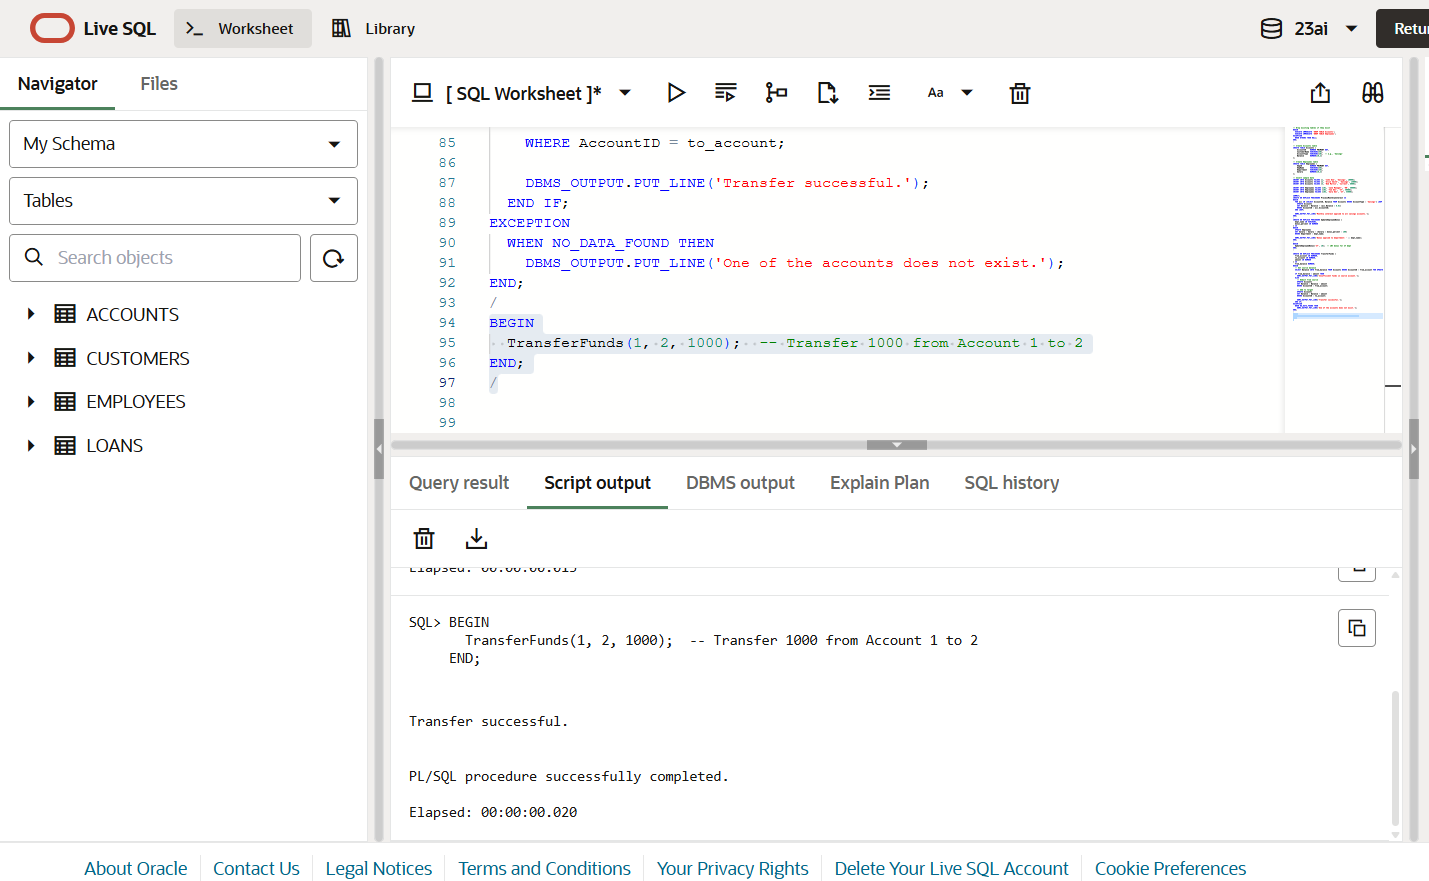 Live SQL
Worksheet
Library
23ai
Navigator
Files
My Schema
Tables
Search objects
ACCOUNTS
CUSTOMERS
EMPLOYEES
LOANS
[ SQL Worksheet ]*
Aa
85 WHERE AccountID = to_account;
86
87 DBMS_OUTPUT.PUT_LINE('Transfer successful.');
88 END IF;
89 EXCEPTION
90 WHEN NO_DATA_FOUND THEN
91 DBMS_OUTPUT.PUT_LINE('One of the accounts does not exist.');
92 END;
93 /
94 BEGIN
95 TransferFunds(1, 2, 1000); -- Transfer 1000 from Account 1 to 2
96 END;
97 /
98
99
Query result
Script output
DBMS output
Explain Plan
SQL history
Elapsed: 00:00:00.015
SQL> BEGIN
TransferFunds(1, 2, 1000); -- Transfer 1000 from Account 1 to 2
END;
Transfer successful.
PL/SQL procedure successfully completed.
Elapsed: 00:00:00.020
About Oracle
Contact Us
Legal Notices
Terms and Conditions
Your Privacy Rights
Delete Your Live SQL Account
Cookie Preferences